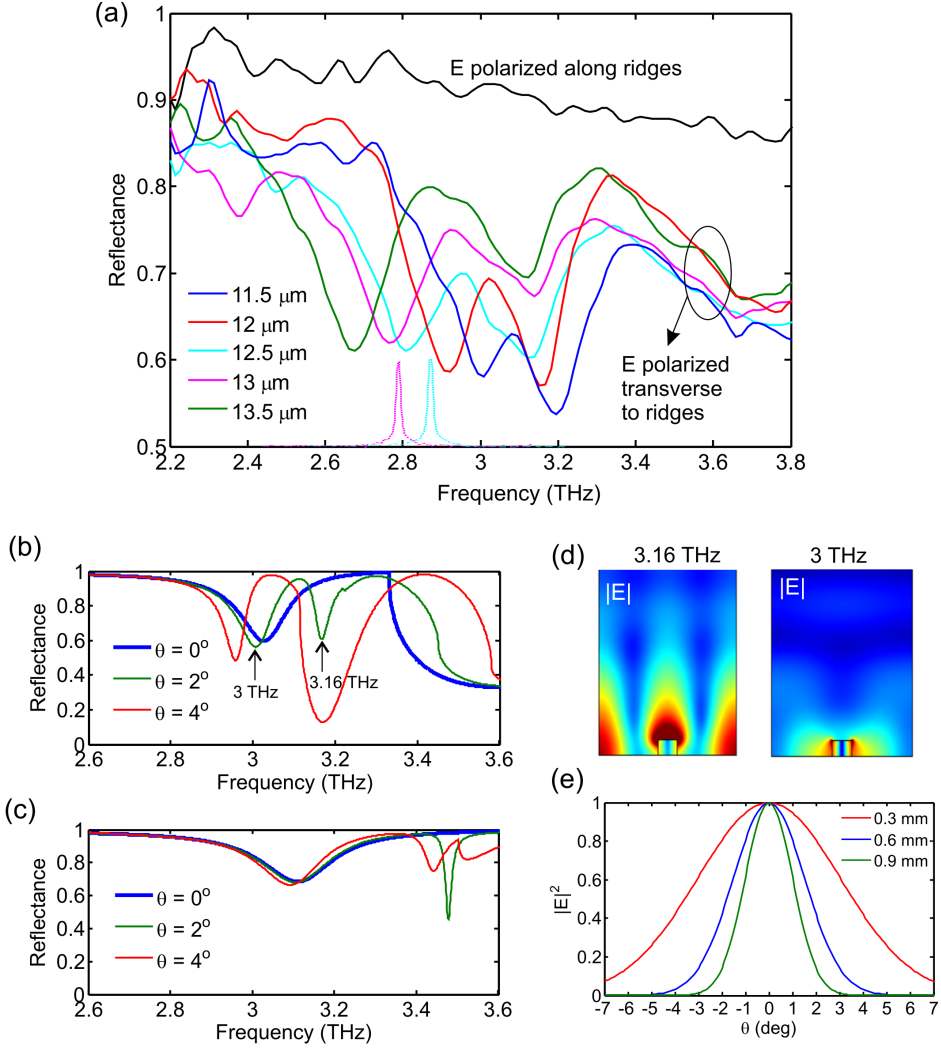 (a)
1
0.9
0.8
0.7
0.6
0.5
Reflectance
E polarized along ridges
11.5 μm
12 μm
12.5 μm
13 μm
13.5 μm
E polarized
transverse
to ridges
2.2 2.4 2.6 2.8 3 3.2 3.4 3.6 3.8
Frequency (THz)
(b)
1
0.8
0.6
0.4
0.2
0
Reflectance
θ = 0º
θ = 2º
θ = 4º
3 THz
3.16 THz
2.6 2.8 3.0 3.2 3.4 3.6
Frequency (THz)
(c)
1
0.8
0.6
0.4
0.2
0
Reflectance
θ = 0º
θ = 2º
θ = 4º
2.6 2.8 3.0 3.2 3.4 3.6
Frequency (THz)
(d)
3.16 THz 3 THz
|E| |E|
(e)
1
0.8
0.6
0.4
0.2
0
|E|²
0.3 mm
0.6 mm
0.9 mm
-7 -6 -5 -4 -3 -2 -1 0 1 2 3 4 5 6 7
θ (deg)